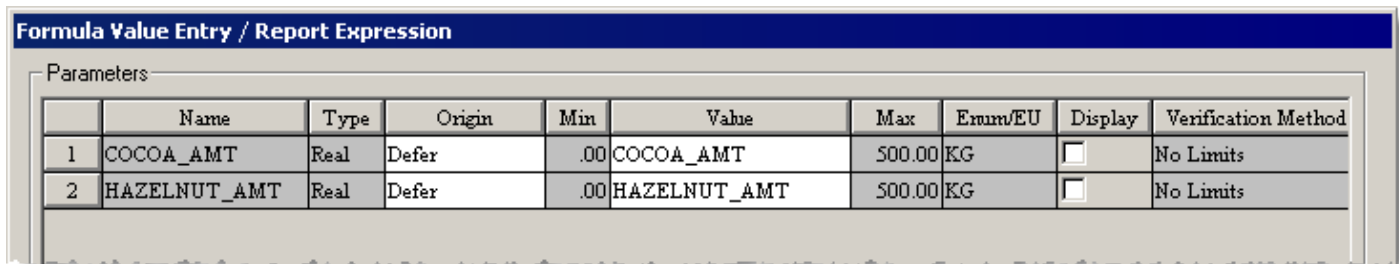 Formula Value Entry / Report Expression
Parameters
Name Type Origin Min Value Max Enum/EU Display Verification Method
1 COCOA_AMT Real Defer .00 COCOA_AMT 500.00 KG No Limits
2 HAZELNUT_AMT Real Defer .00 HAZELNUT_AMT 500.00 KG No Limits